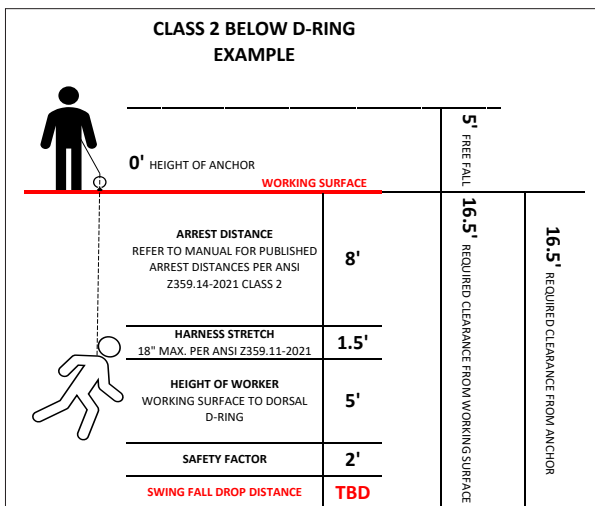 CLASS 2 BELOW D-RING
EXAMPLE
0' HEIGHT OF ANCHOR
WORKING SURFACE
5' FREE FALL
ARREST DISTANCE
REFER TO MANUAL FOR PUBLISHED
ARREST DISTANCES PER ANSI
Z359.14-2021 CLASS 2
8'
HARNESS STRETCH
18" MAX. PER ANSI Z359.11-2021
1.5'
HEIGHT OF WORKER
WORKING SURFACE TO DORSAL
D-RING
5'
SAFETY FACTOR
2'
SWING FALL DROP DISTANCE
TBD
16.5' REQUIRED CLEARANCE FROM WORKING SURFACE
16.5' REQUIRED CLEARANCE FROM ANCHOR